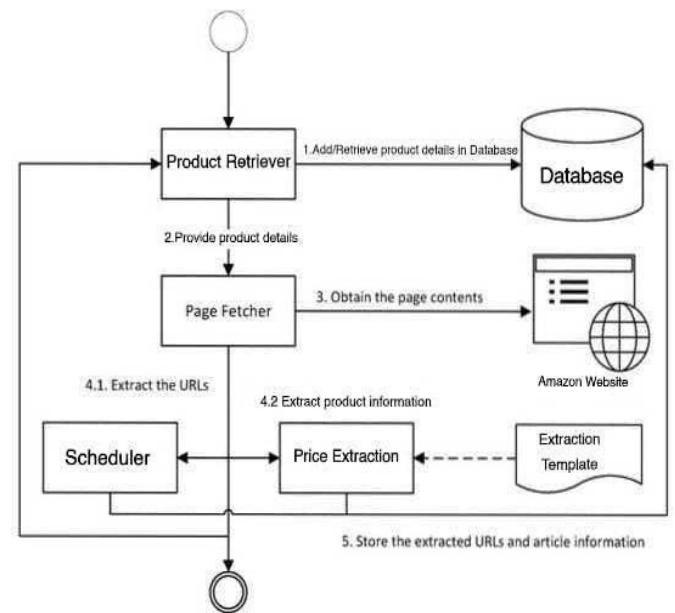 Product Retriever
1.Add/Retrieve product details in Database
Database
2.Provide product details
Page Fetcher
3. Obtain the page contents
Amazon Website
4.1. Extract the URLs
4.2 Extract product information
Scheduler
Price Extraction
Extraction
Template
5. Store the extracted URLs and article information